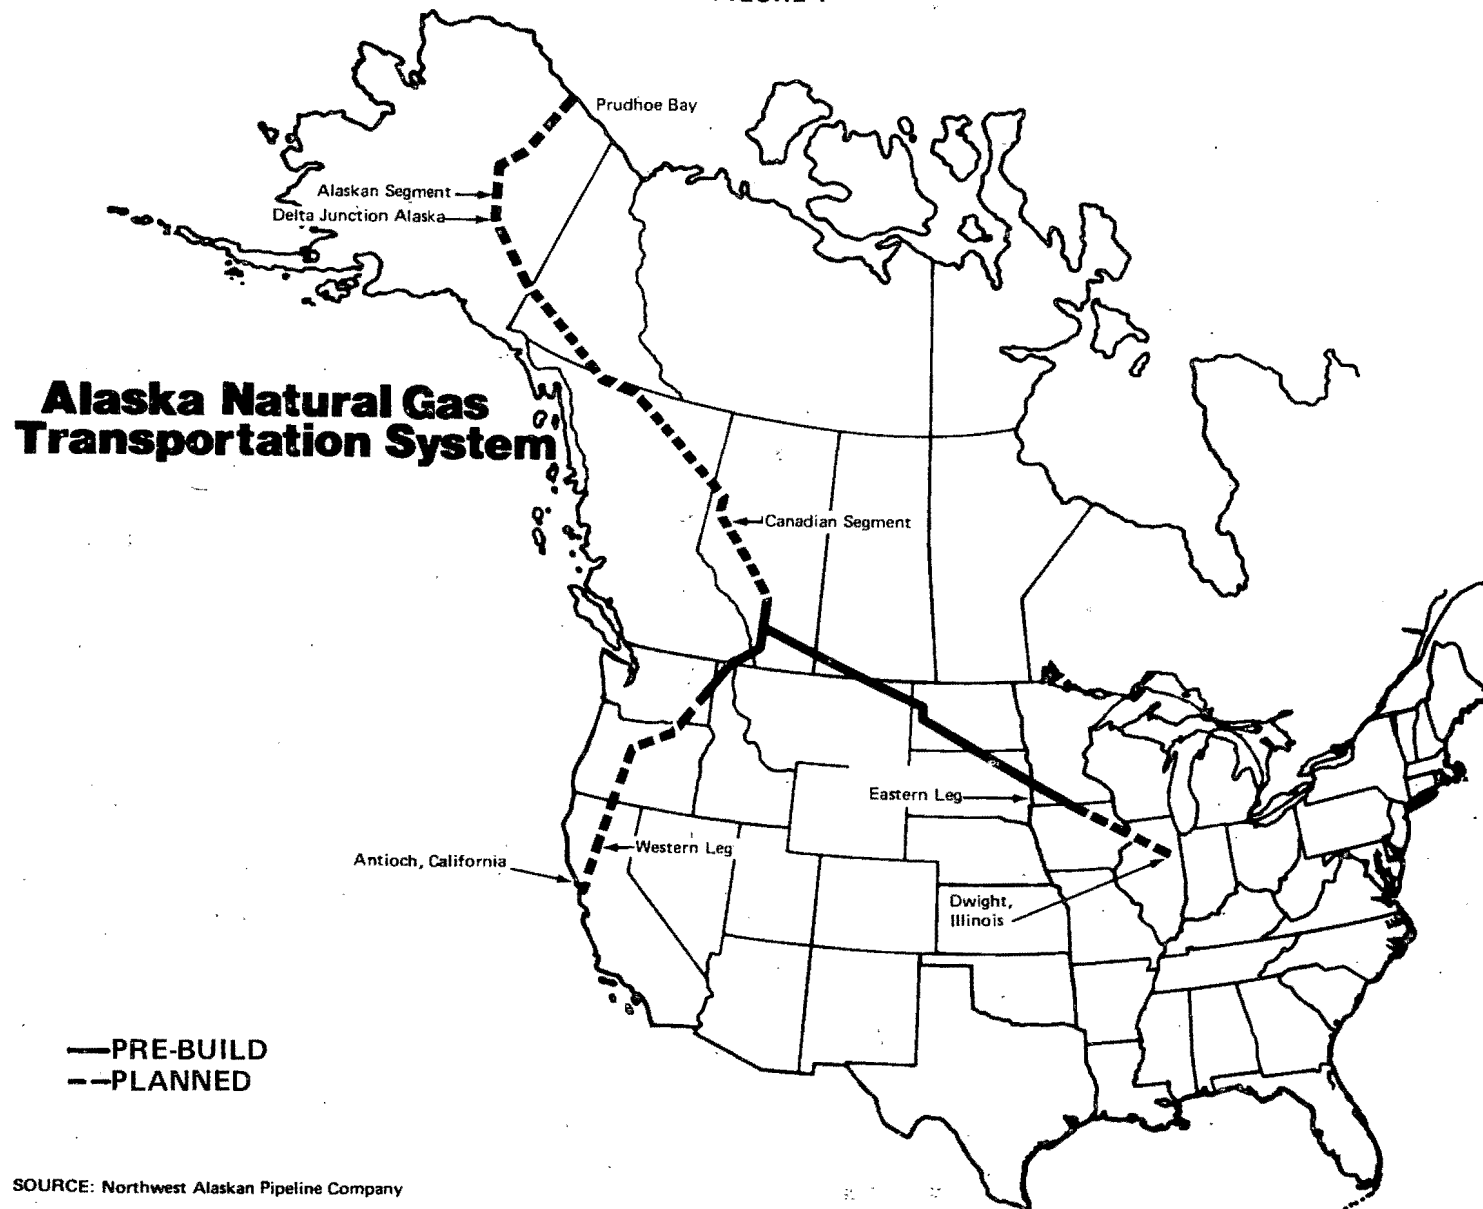 Prudhoe Bay
Alaskan Segment
Delta Junction Alaska
Alaska Natural Gas
Transportation System
Canadian Segment
Eastern Leg
Western Leg
Antioch, California
Dwight,
Illinois
PRE-BUILD
PLANNED
SOURCE: Northwest Alaskan Pipeline Company